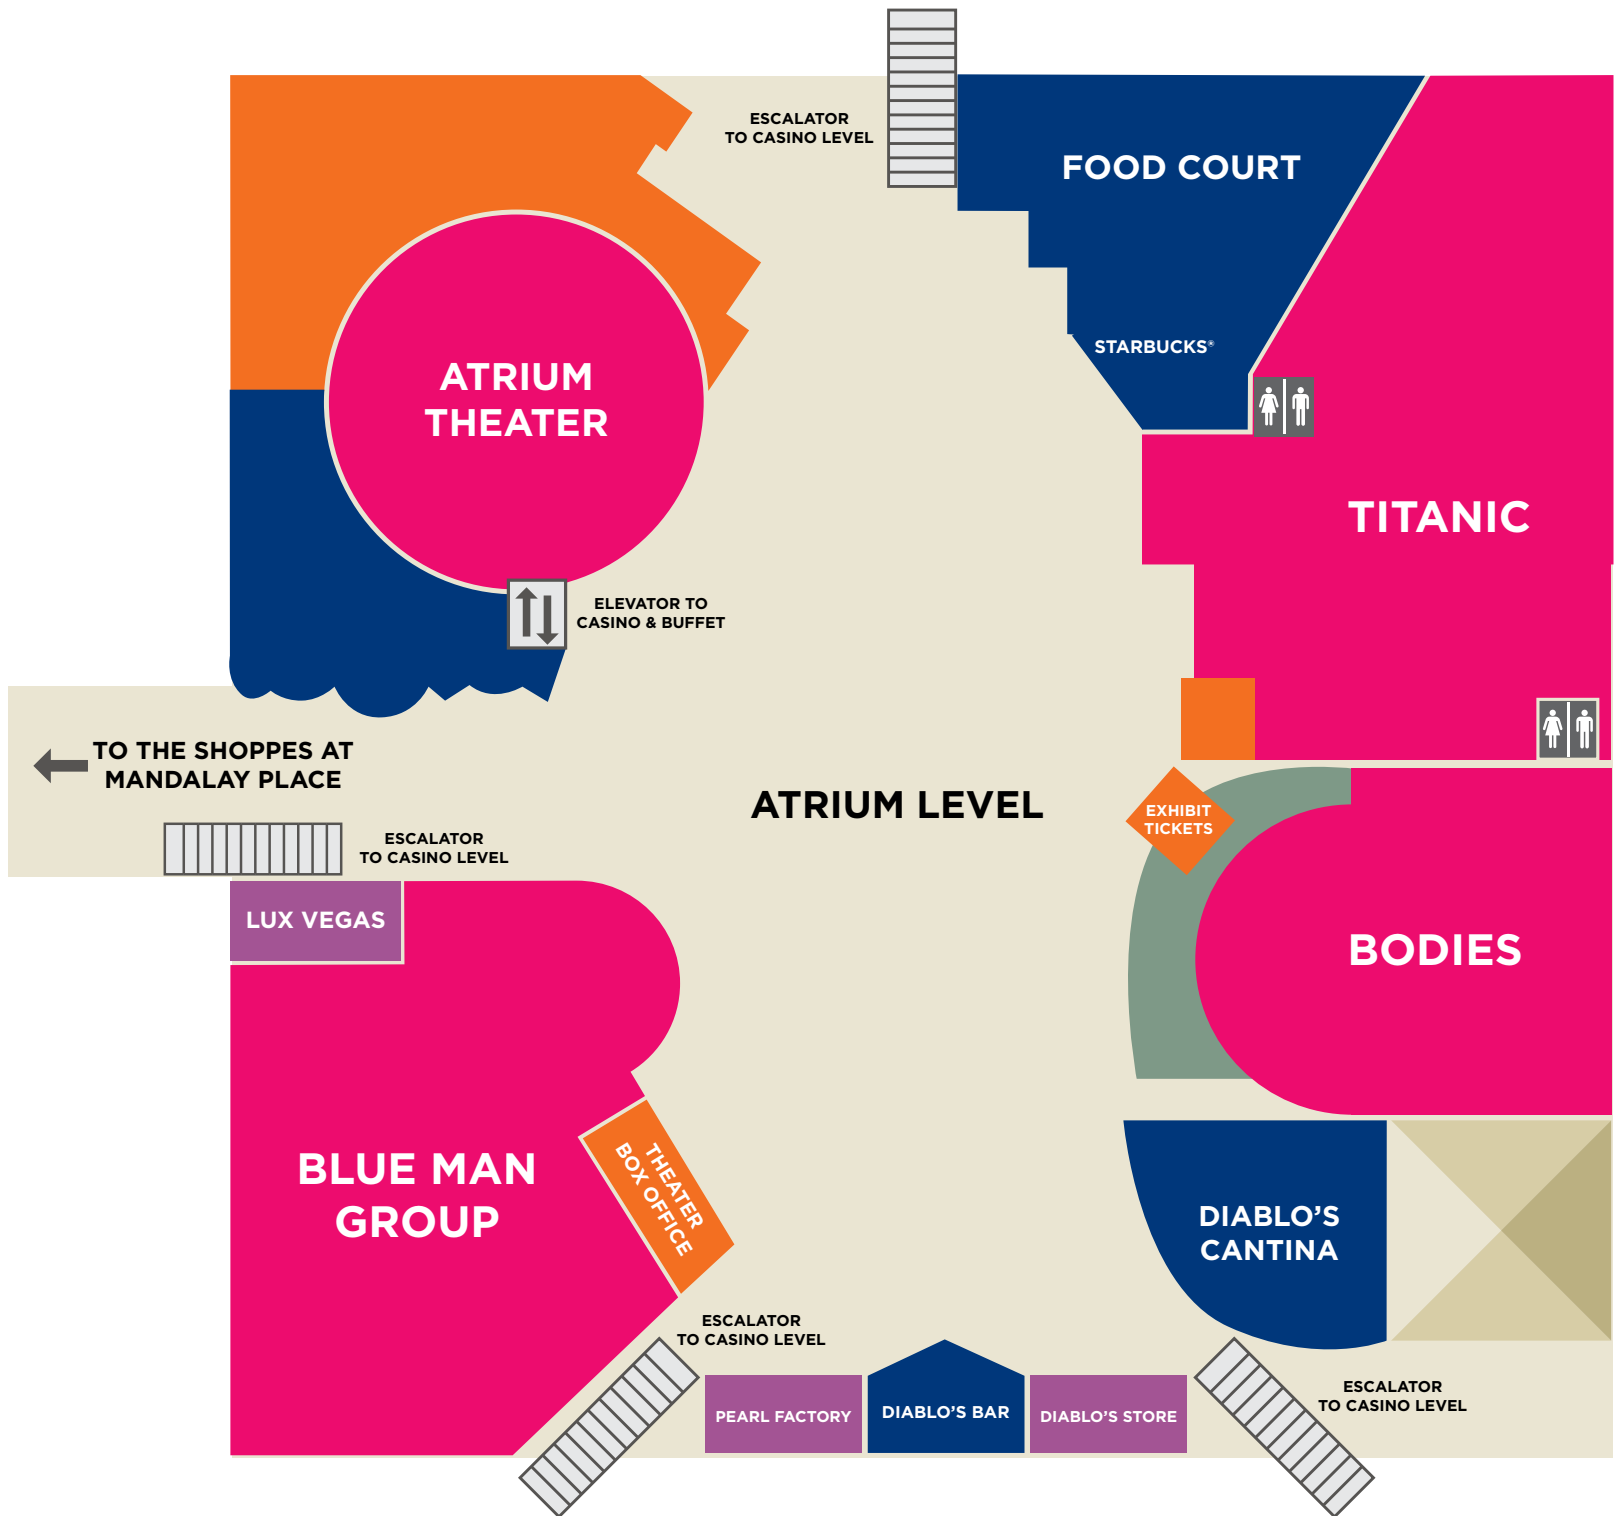 ESCALATOR
TO CASINO LEVEL
FOOD COURT
STARBUCKS®
ATRIUM
THEATER
TITANIC
ELEVATOR TO
CASINO & BUFFET
TO THE SHOPPES AT
MANDALAY PLACE
ATRIUM LEVEL
EXHIBIT
TICKETS
ESCALATOR
TO CASINO LEVEL
LUX VEGAS
BODIES
BLUE MAN
GROUP
THEATER
BOX OFFICE
DIABLO’S
CANTINA
ESCALATOR
TO CASINO LEVEL
PEARL FACTORY
DIABLO’S BAR
DIABLO’S STORE
ESCALATOR
TO CASINO LEVEL